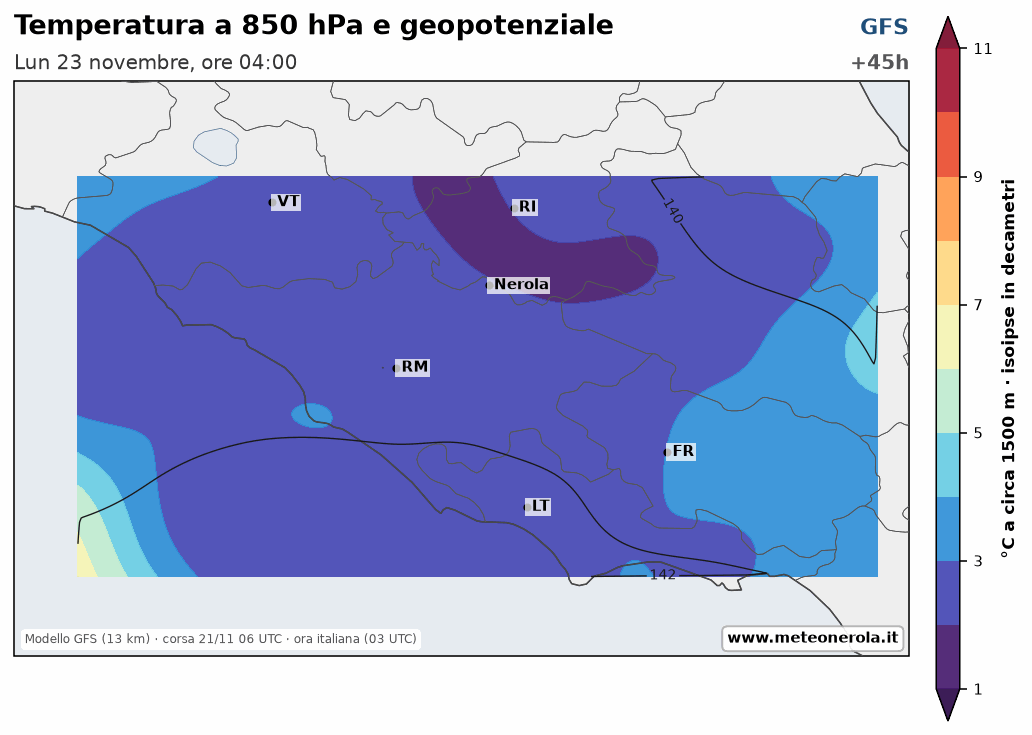 Temperatura a 850 hPa e geopotenziale
GFS
Lun 23 novembre, ore 04:00
+45h
11
9
7
5
3
1
°C a circa 1500 m · isoipse in decametri
VT
RI
140
Nerola
RM
FR
LT
142
Modello GFS (13 km) · corsa 21/11 06 UTC · ora italiana (03 UTC)
www.meteonerola.it